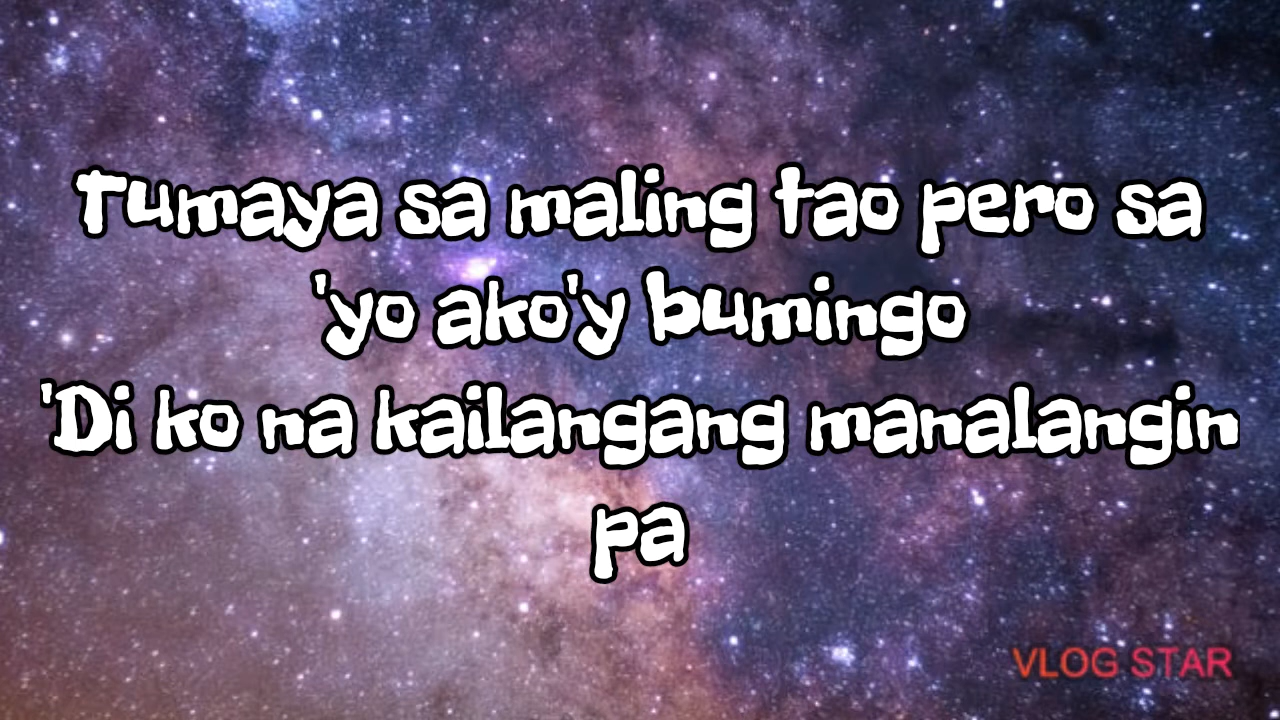 Tumaya sa maling tao pero sa
'yo ako'y bumingo
'Di ko na kailangang manalangin
pa
VLOG STAR